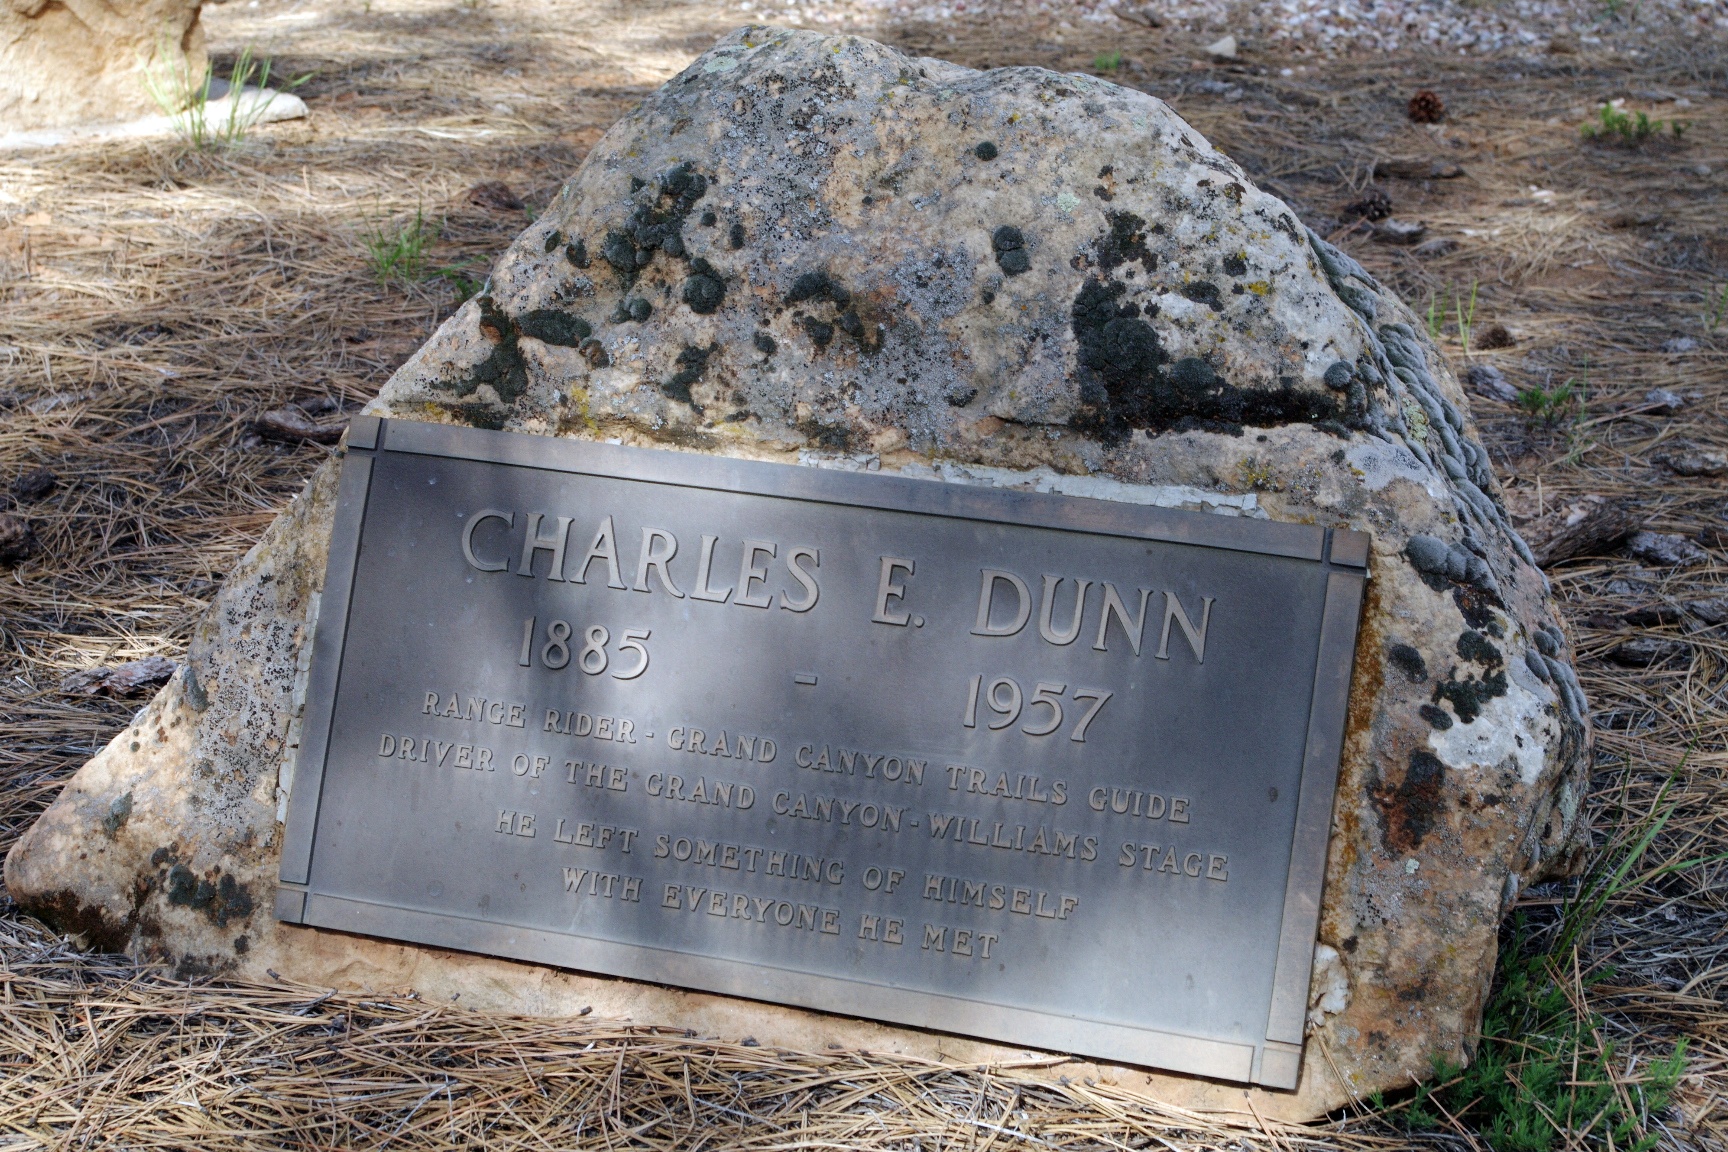 CHARLES E. DUNN
1885 - 1957
RANGE RIDER - GRAND CANYON TRAILS GUIDE
DRIVER OF THE GRAND CANYON-WILLIAMS STAGE
HE LEFT SOMETHING OF HIMSELF
WITH EVERYONE HE MET